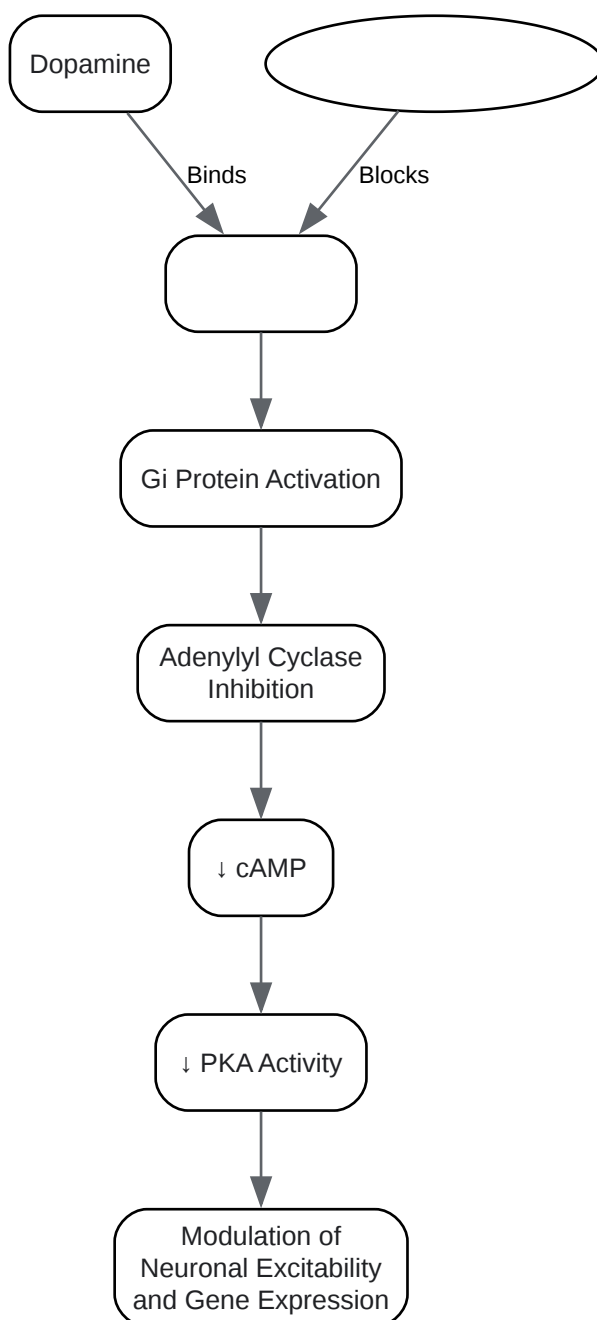 Dopamine
Binds
Blocks
Gi Protein Activation
Adenylyl Cyclase
Inhibition
↓ cAMP
↓ PKA Activity
Modulation of
Neuronal Excitability
and Gene Expression